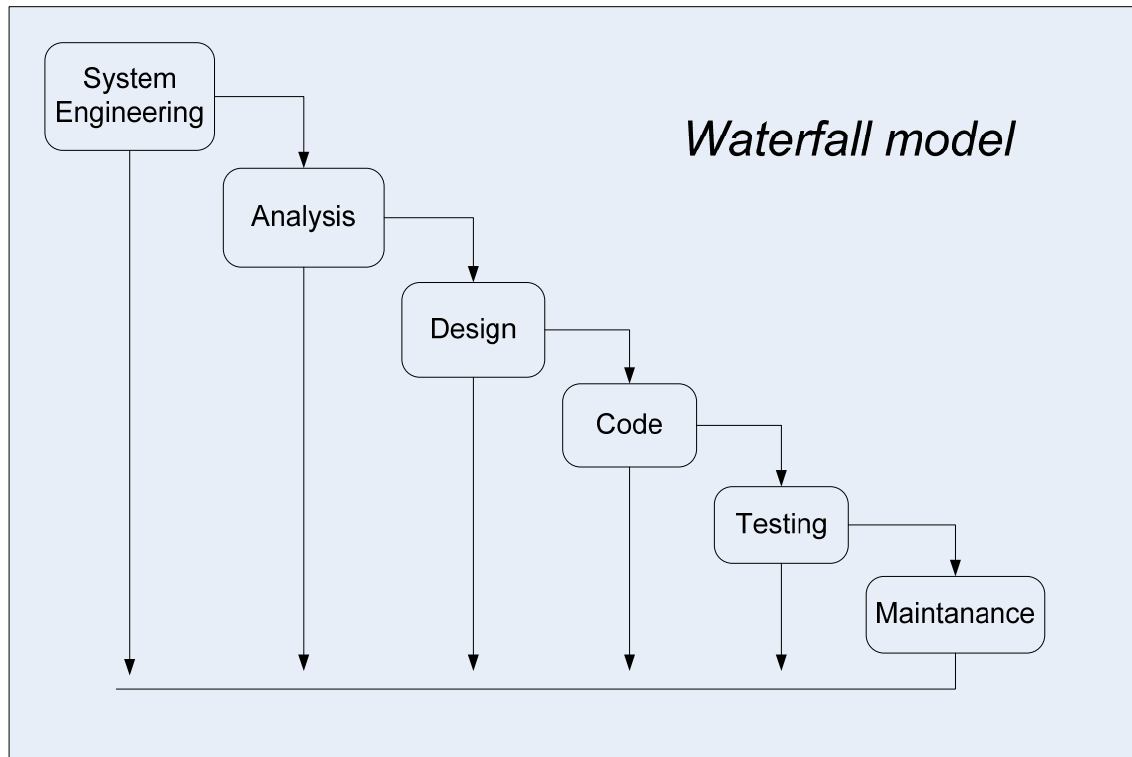 System
Engineering
Waterfall model
Analysis
Design
Code
Testing
Maintanance